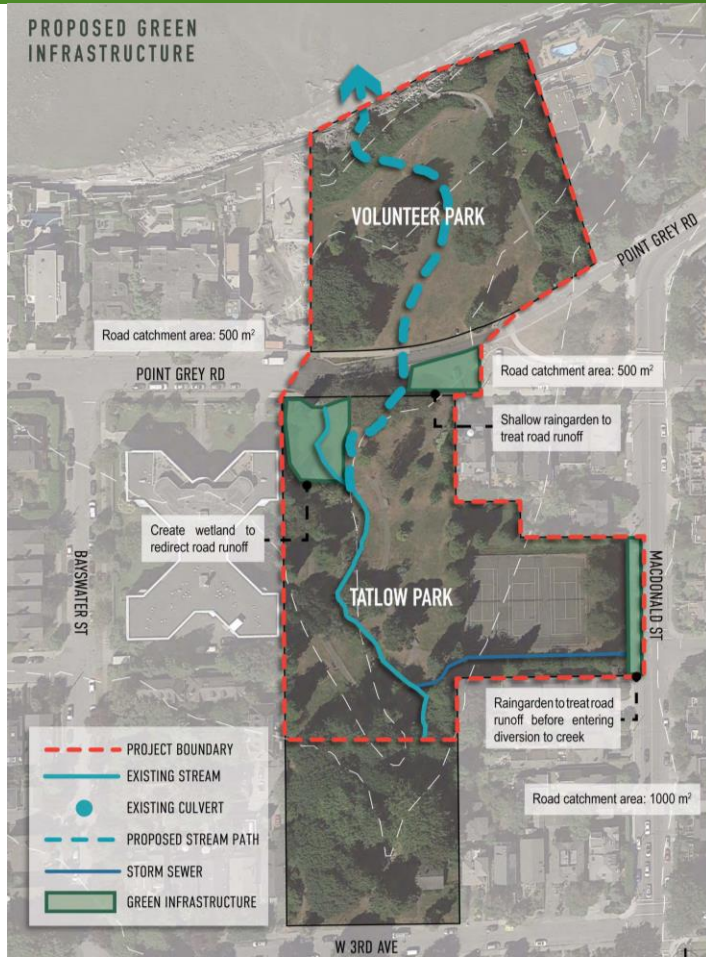 PROPOSED GREEN
INFRASTRUCTURE
VOLUNTEER PARK
POINT GREY RD
Road catchment area: 500 m²
POINT GREY RD
Road catchment area: 500 m²
Shallow raingarden to
treat road runoff
Create wetland to
redirect road runoff
BAYSWATER ST
TATLOW PARK
MACDONALD ST
Raingarden to treat road
runoff before entering
diversion to creek
Road catchment area: 1000 m²
PROJECT BOUNDARY
EXISTING STREAM
EXISTING CULVERT
PROPOSED STREAM PATH
STORM SEWER
GREEN INFRASTRUCTURE
W 3RD AVE